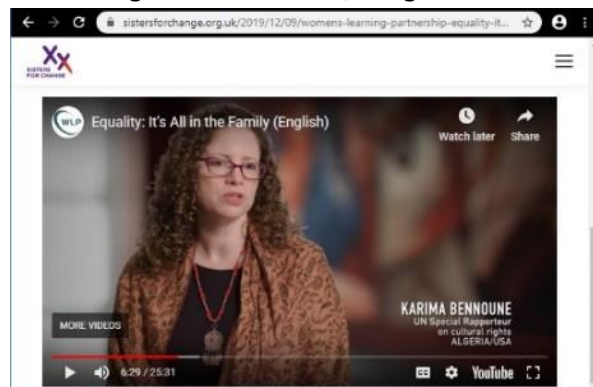 sistersforchange.org.uk/2019/12/09/womens-learning-partnership-equality-it...
XX
SISTERS
FOR CHANGE
WLP Equality: It's All in the Family (English)
Watch later Share
KARIMA BENNOUNE
UN Special Rapporteur
on cultural rights
ALGERIA/USA
MORE VIDEOS
6:29 / 25:31
CC YouTube